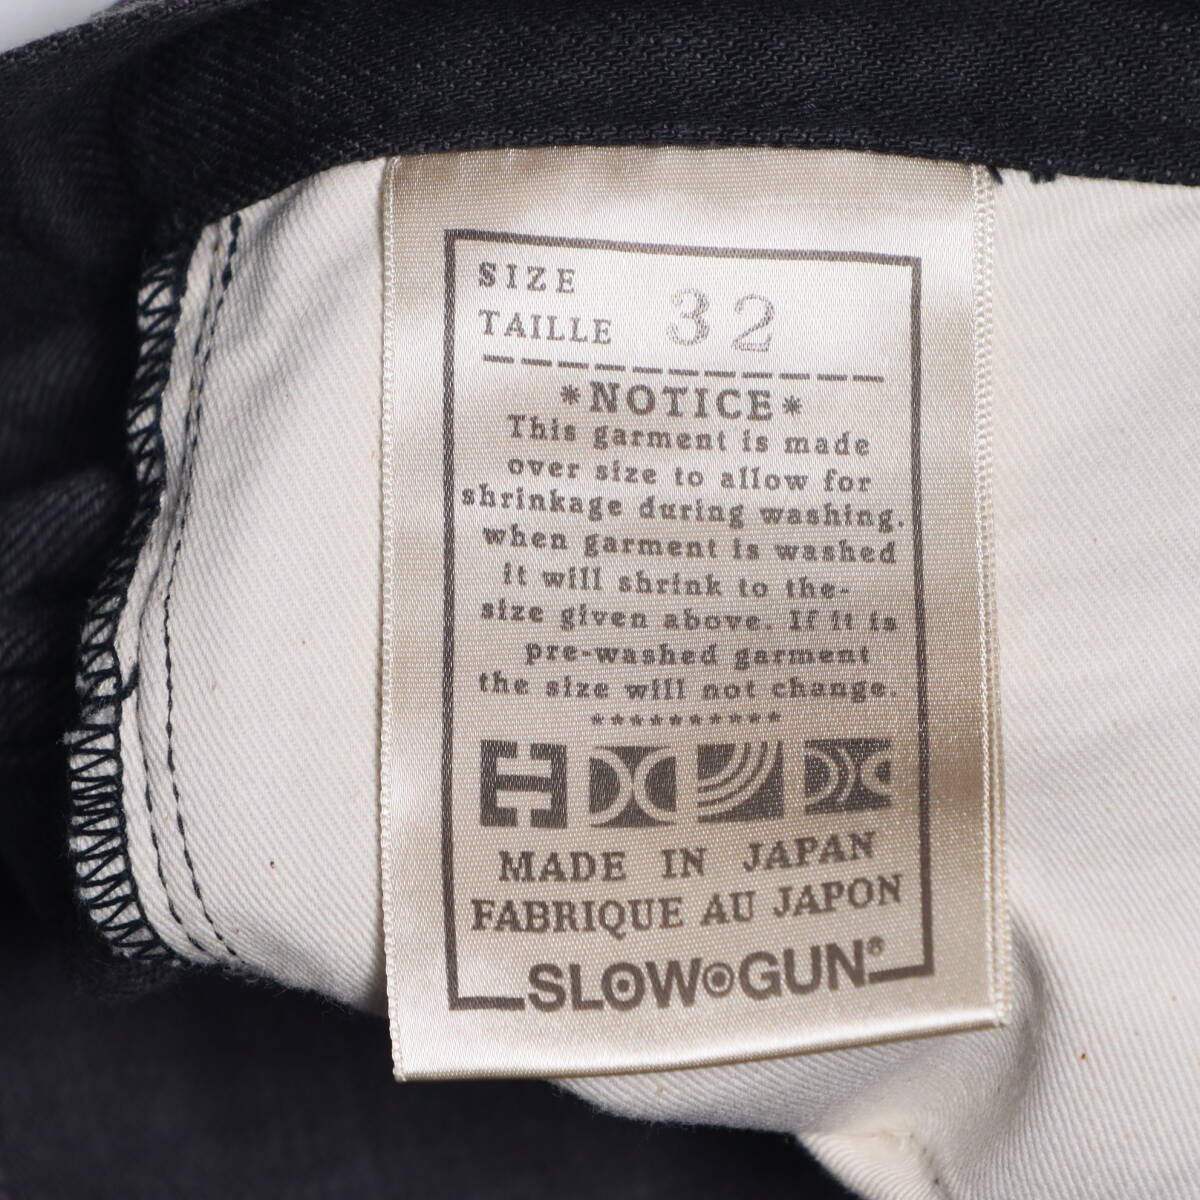 SIZE
TAILLE 32
*NOTICE*
This garment is made
over size to allow for
shrinkage during washing.
when garment is washed
it will shrink to the-
size given above. If it is
pre-washed garment
the size will not change.
**********
MADE IN JAPAN
FABRIQUE AU JAPON
SLOW GUN®